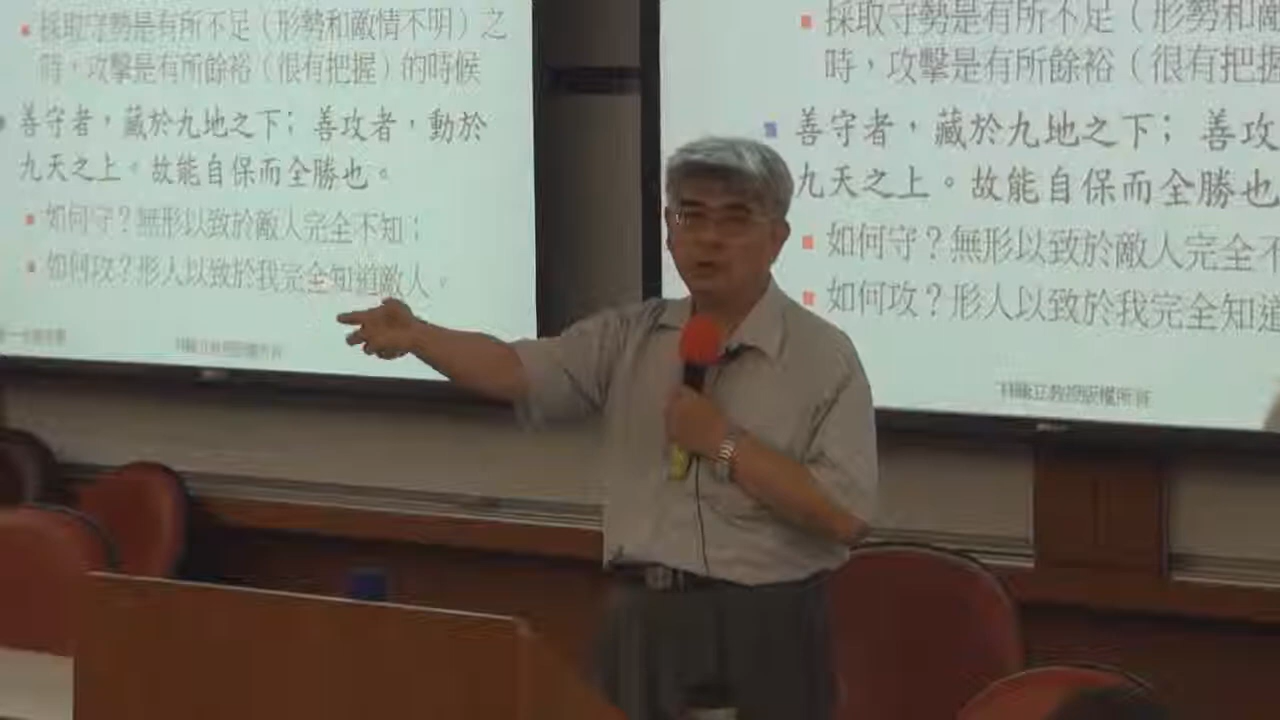 採取守勢是有所不足（形勢和敵情不明）之
時，攻擊是有所餘裕（很有把握）的時候
善守者，藏於九地之下；善攻者，動於
九天之上。故能自保而全勝也。
如何守？無形以致於敵人完全不知；
如何攻？形人以致於我完全知道敵人。
採取守勢是有所不足（形勢和敵
時，攻擊是有所餘裕（很有把握
善守者，藏於九地之下；善攻
九天之上。故能自保而全勝也
如何守？無形以致於敵人完全不
如何攻？形人以致於我完全知道
教授版權所有